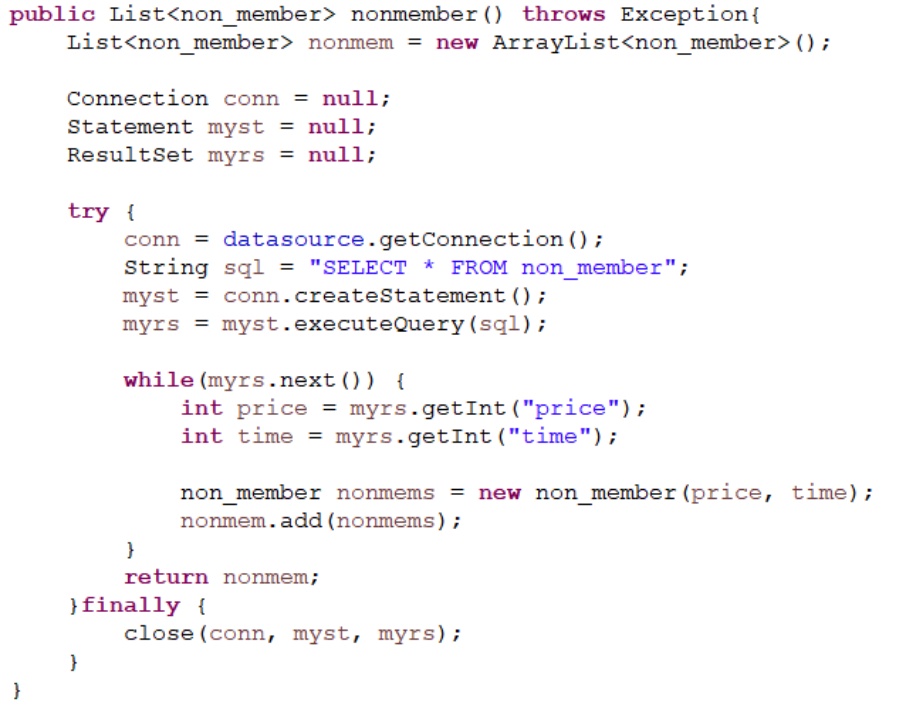 public List<non_member> nonmember() throws Exception{
    List<non_member> nonmem = new ArrayList<non_member>();

    Connection conn = null;
    Statement myst = null;
    ResultSet myrs = null;

    try {
        conn = datasource.getConnection();
        String sql = "SELECT * FROM non_member";
        myst = conn.createStatement();
        myrs = myst.executeQuery(sql);

        while(myrs.next()) {
            int price = myrs.getInt("price");
            int time = myrs.getInt("time");

            non_member nonmems = new non_member(price, time);
            nonmem.add(nonmems);
        }
        return nonmem;
    }finally {
        close(conn, myst, myrs);
    }
}